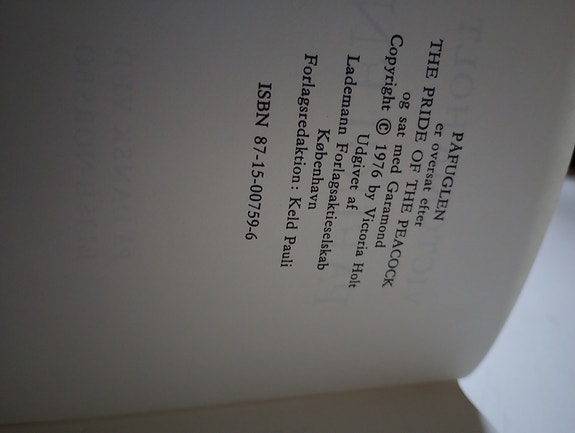 PÅFUGLEN
er oversat efter
THE PRIDE OF THE PEACOCK
og sat med Garamond
Copyright © 1976 by Victoria Holt
Udgivet af
Lademann Forlagsaktieselskab
København
Forlagsredaktion: Keld Pauli
ISBN 87-15-00759-6